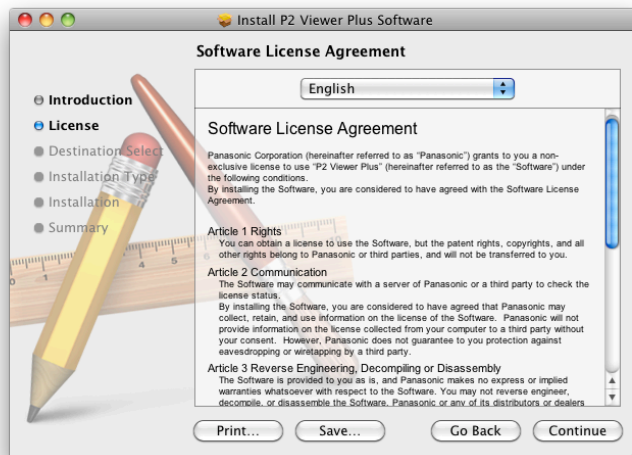 Install P2 Viewer Plus Software
Software License Agreement
Introduction
License
Destination Select
Installation Type
Installation
Summary
English
Software License Agreement
Panasonic Corporation (hereinafter referred to as "Panasonic") grants to you a non-
exclusive license to use "P2 Viewer Plus" (hereinafter referred to as the "Software") under
the following conditions.
By installing the Software, you are considered to have agreed with the Software License
Agreement.
Article 1 Rights
You can obtain a license to use the Software, but the patent rights, copyrights, and all
other rights belong to Panasonic or third parties, and will not be transferred to you.
Article 2 Communication
The Software may communicate with a server of Panasonic or a third party to check the
license status.
By installing the Software, you are considered to have agreed that Panasonic may
collect, retain, and use information on the license of the Software. Panasonic will not
provide information on the license collected from your computer to a third party without
your consent. However, Panasonic does not guarantee to you protection against
eavesdropping or wiretapping by a third party.
Article 3 Reverse Engineering, Decompiling or Disassembly
The Software is provided to you as is, and Panasonic makes no express or implied
warranties whatsoever with respect to the Software. You may not reverse engineer,
decompile, or disassemble the Software. Panasonic or any of its distributors or dealers
0 1 4 5
Print...
Save...
Go Back
Continue